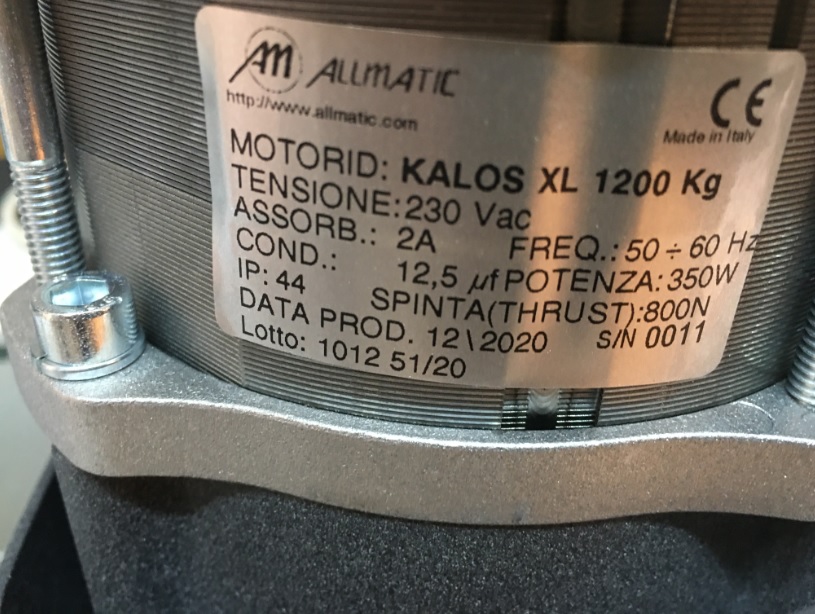 AM ALLMATIC
http://www.allmatic.com
CE
Made in Italy
MOTORID: KALOS XL 1200 Kg
TENSIONE: 230 Vac
ASSORB.: 2A FREQ.: 50 ÷ 60 Hz
COND.: 12,5 µf POTENZA: 350W
IP: 44 SPINTA(THRUST):800N
DATA PROD. 12\2020 S/N 0011
Lotto: 1012 51/20